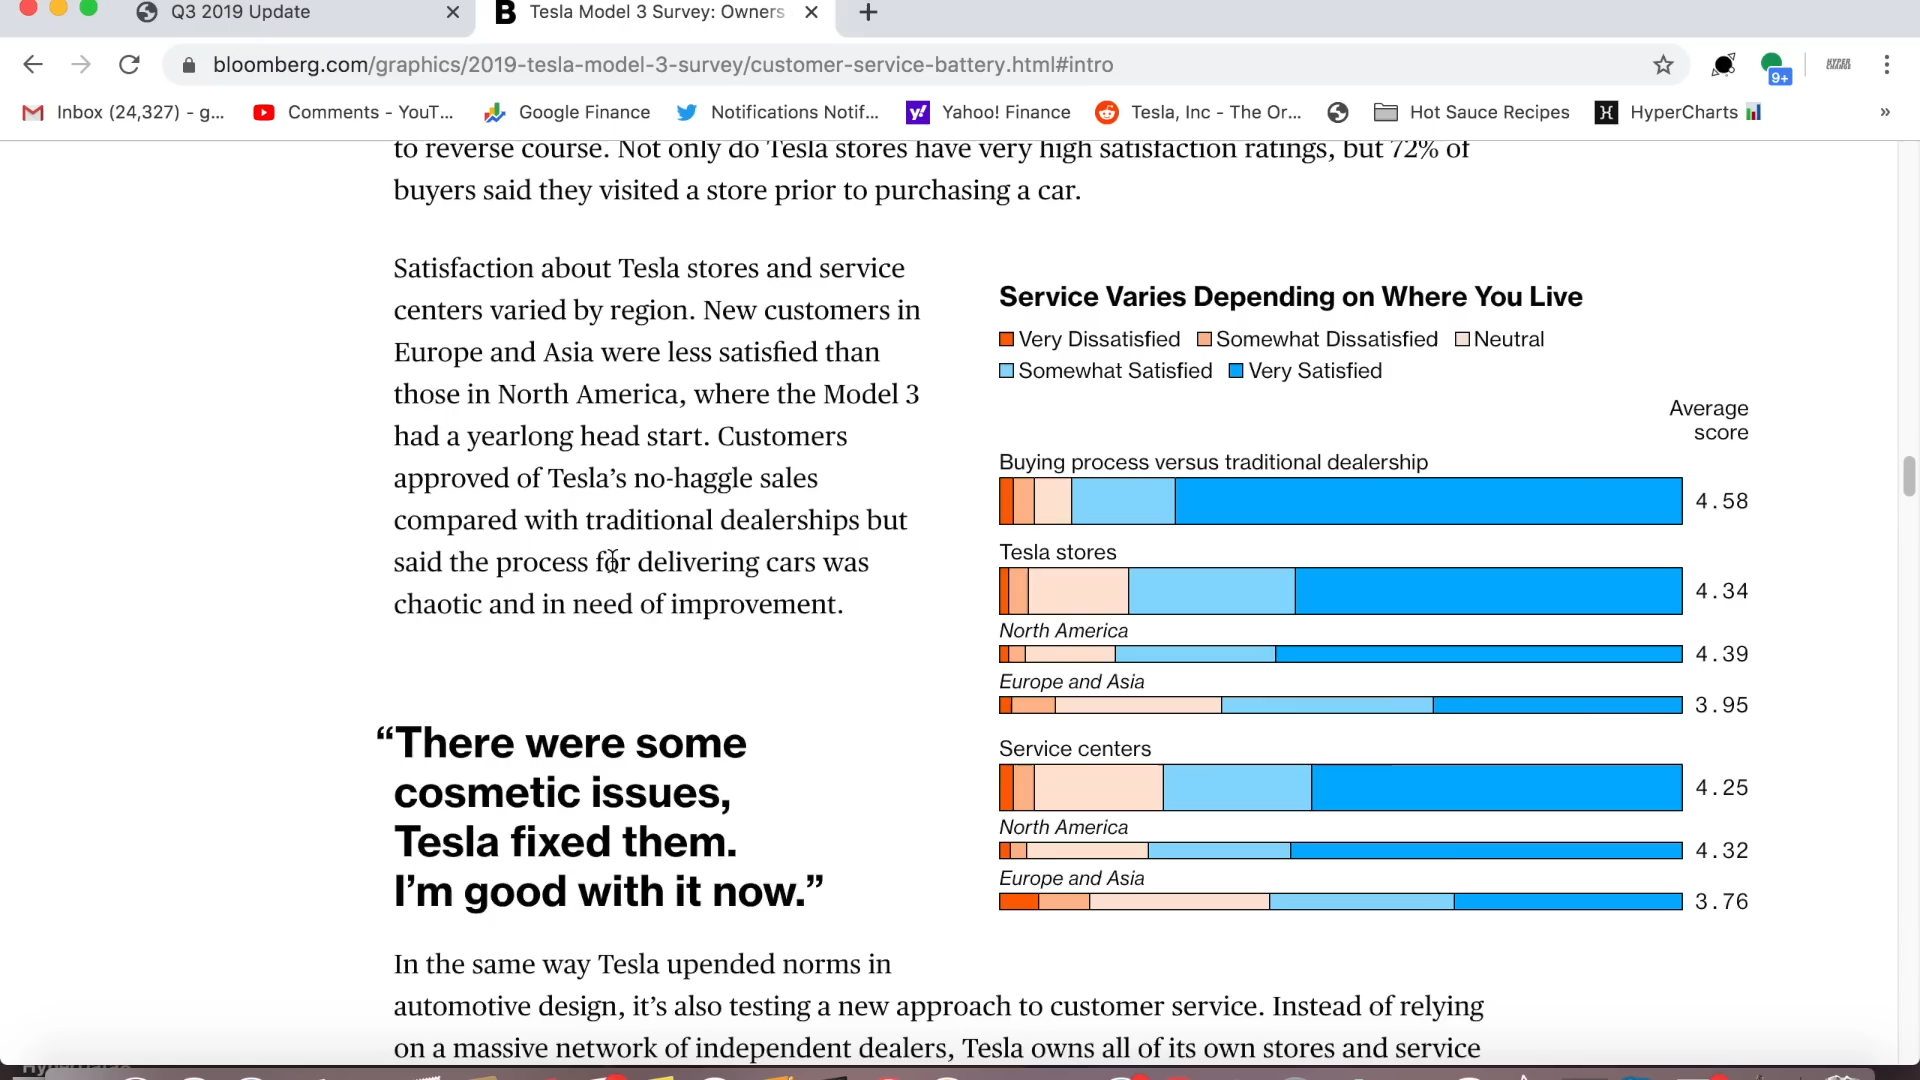 Q3 2019 Update
B Tesla Model 3 Survey: Owners
bloomberg.com/graphics/2019-tesla-model-3-survey/customer-service-battery.html#intro
9+
HYPER CHANGE
Inbox (24,327) - g...
Comments - YouT...
Google Finance
Notifications Notif...
Yahoo! Finance
Tesla, Inc - The Or...
Hot Sauce Recipes
HyperCharts
»
to reverse course. Not only do Tesla stores have very high satisfaction ratings, but 72% of
buyers said they visited a store prior to purchasing a car.
Satisfaction about Tesla stores and service
centers varied by region. New customers in
Europe and Asia were less satisfied than
those in North America, where the Model 3
had a yearlong head start. Customers
approved of Tesla’s no-haggle sales
compared with traditional dealerships but
said the process for delivering cars was
chaotic and in need of improvement.
“There were some
cosmetic issues,
Tesla fixed them.
I’m good with it now.”
Service Varies Depending on Where You Live
Very Dissatisfied Somewhat Dissatisfied Neutral
Somewhat Satisfied Very Satisfied
Average
score
Buying process versus traditional dealership
4.58
Tesla stores
4.34
North America
4.39
Europe and Asia
3.95
Service centers
4.25
North America
4.32
Europe and Asia
3.76
In the same way Tesla upended norms in
automotive design, it’s also testing a new approach to customer service. Instead of relying
on a massive network of independent dealers, Tesla owns all of its own stores and service